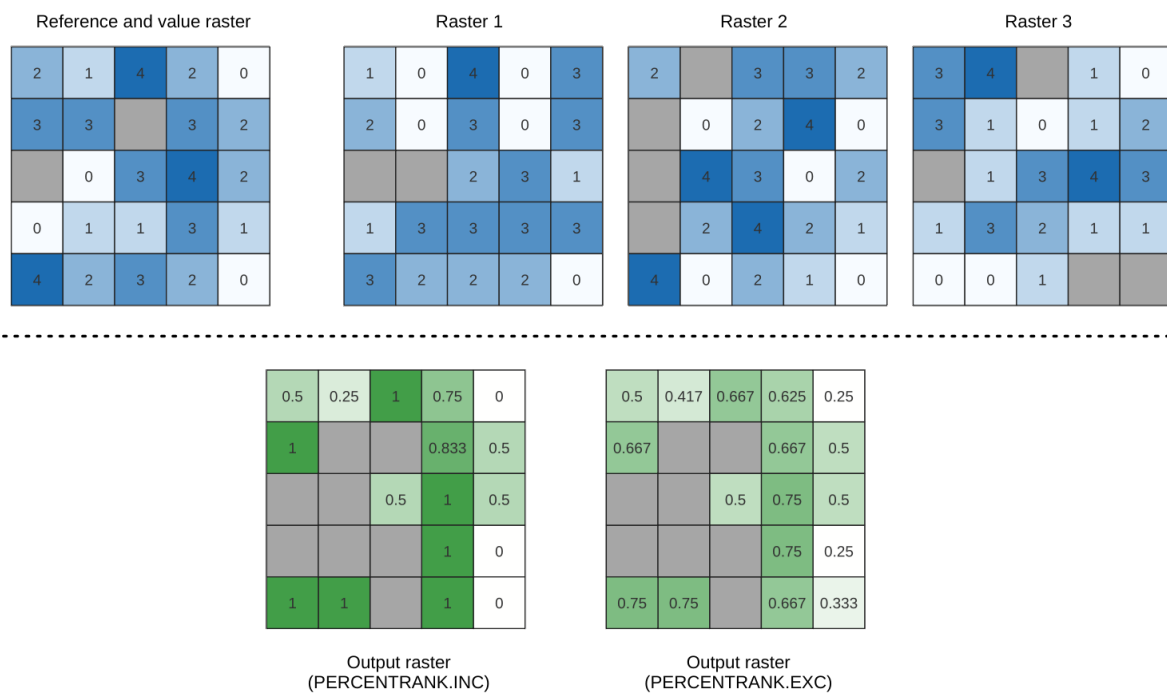 Reference and value raster
Raster 1
Raster 2
Raster 3
2 1 4 2 0
1 0 4 0 3
2 3 3 2
3 4 1 0
3 3 3 2
2 0 3 0 3
0 2 4 0
3 1 0 1 2
0 3 4 2
2 3 1
4 3 0 2
1 3 4 3
0 1 1 3 1
1 3 3 3 3
2 4 2 1
1 3 2 1 1
4 2 3 2 0
3 2 2 2 0
4 0 2 1 0
0 0 1
0.5 0.25 1 0.75 0
0.5 0.417 0.667 0.625 0.25
1 0.833 0.5
0.667 0.667 0.5
0.5 1 0.5
0.5 0.75 0.5
1 0
0.75 0.25
1 1 1 0
0.75 0.75 0.667 0.333
Output raster
(PERCENTRANK.INC)
Output raster
(PERCENTRANK.EXC)